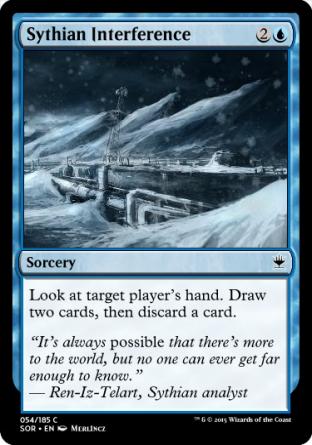 Sythian Interference 2
Sorcery
Look at target player's hand. Draw
two cards, then discard a card.
"It's always possible that there's more
to the world, but no one can ever get far
enough to know."
— Ren-Iz-Telart, Sythian analyst
054/185 C
SOR • EN MerlIncz
™ & © 2015 Wizards of the Coast